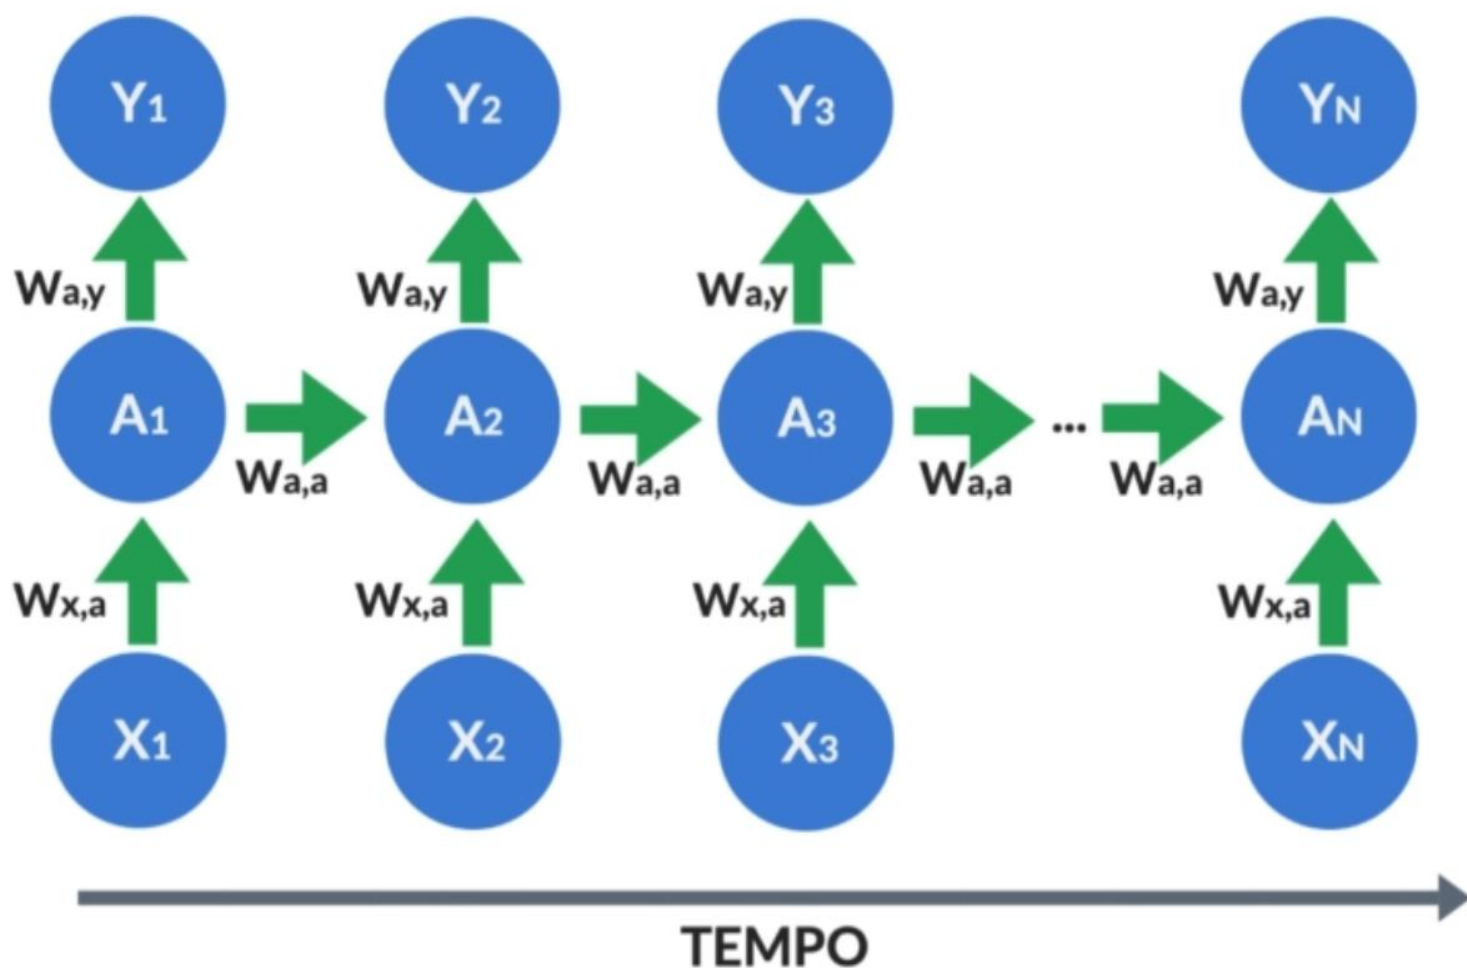 Y1 Y2 Y3 YN
Wa,y Wa,y Wa,y Wa,y
A1 A2 A3 ... AN
Wa,a Wa,a Wa,a Wa,a
Wx,a Wx,a Wx,a Wx,a
X1 X2 X3 XN
TEMPO